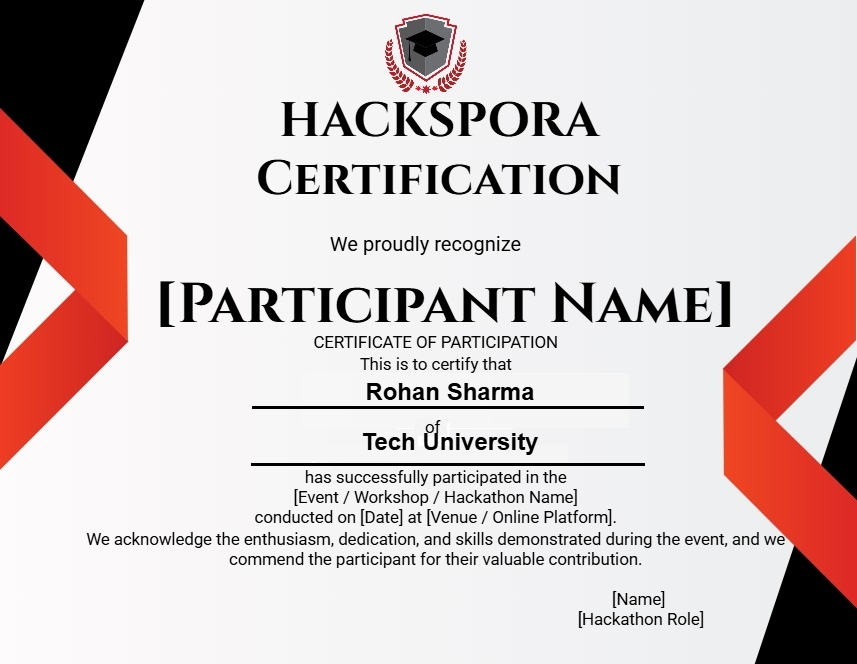 HACKSPORA
CERTIFICATION
We proudly recognize
[PARTICIPANT NAME]
CERTIFICATE OF PARTICIPATION
This is to certify that
Rohan Sharma
of
Tech University
has successfully participated in the
[Event / Workshop / Hackathon Name]
conducted on [Date] at [Venue / Online Platform].
We acknowledge the enthusiasm, dedication, and skills demonstrated during the event, and we
commend the participant for their valuable contribution.
[Name]
[Hackathon Role]